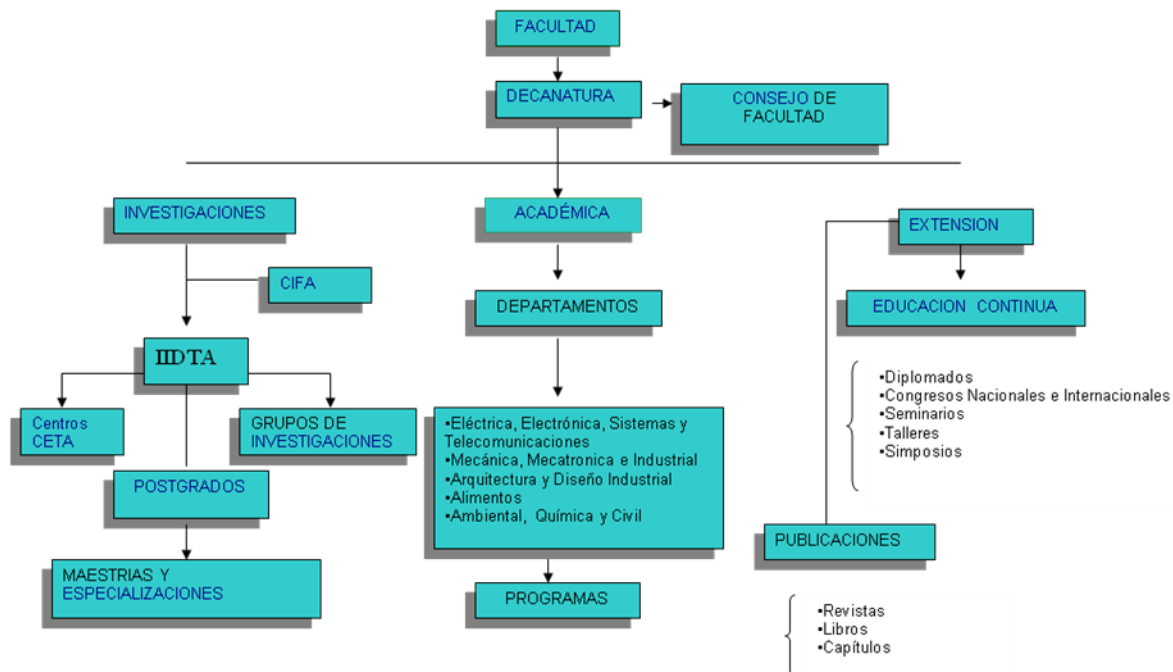 FACULTAD
DECANATURA
CONSEJO DE
FACULTAD
INVESTIGACIONES
ACADÉMICA
EXTENSION
CIFA
DEPARTAMENTOS
EDUCACION CONTINUA
IIDTA
Centros
CETA
GRUPOS DE
INVESTIGACIONES
▪Diplomados
▪Congresos Nacionales e Internacionales
▪Seminarios
▪Talleres
▪Simposios
▪Eléctrica, Electrónica, Sistemas y
Telecomunicaciones
▪Mecánica, Mecatronica e Industrial
▪Arquitectura y Diseño Industrial
▪Alimentos
▪Ambiental, Química y Civil
POSTGRADOS
PUBLICACIONES
MAESTRIAS Y
ESPECIALIZACIONES
PROGRAMAS
▪Revistas
▪Libros
▪Capítulos